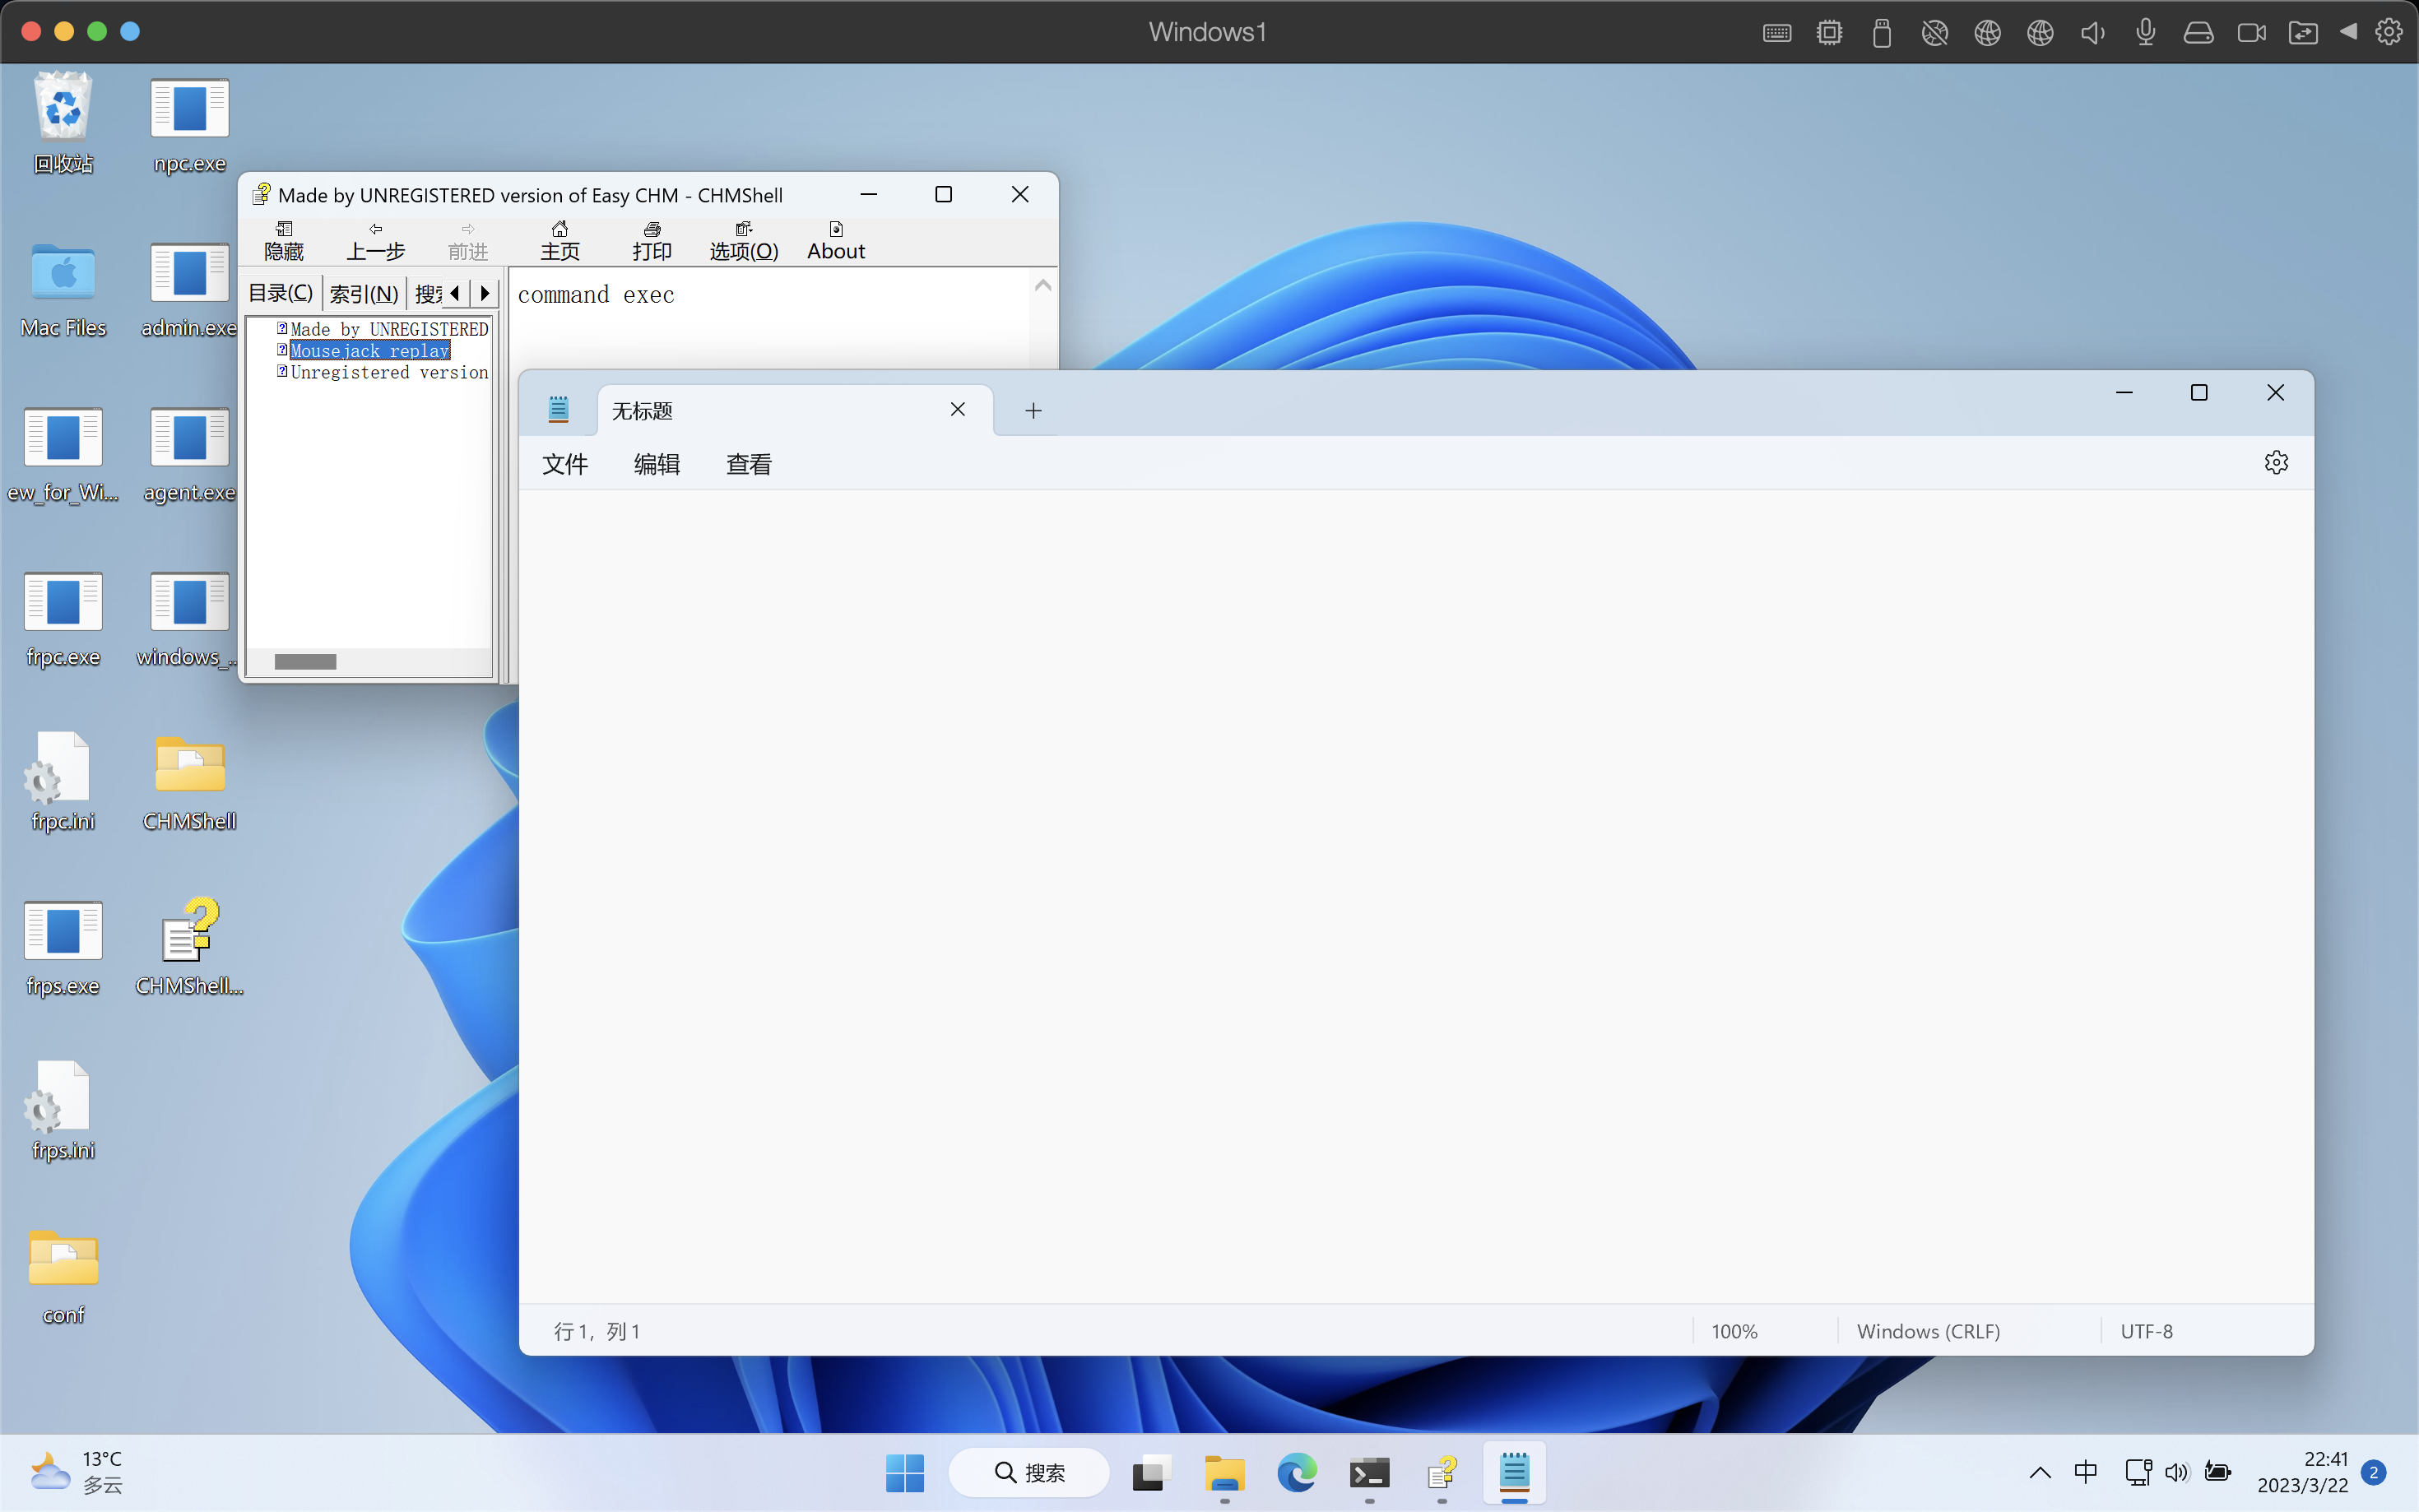 Windows1
回收站
npc.exe
Mac Files
admin.exe
ew_for_Wi...
agent.exe
frpc.exe
windows_...
frpc.ini
CHMShell
frps.exe
CHMShell...
frps.ini
conf
Made by UNREGISTERED version of Easy CHM - CHMShell
隐藏
上一步
前进
主页
打印
选项(O)
About
目录(C)
索引(N)
搜索
Made by UNREGISTERED
Mousejack replay
Unregistered version
command exec
无标题
文件
编辑
查看
行 1，列 1
100%
Windows (CRLF)
UTF-8
13°C
多云
搜索
中
22:41
2023/3/22
2